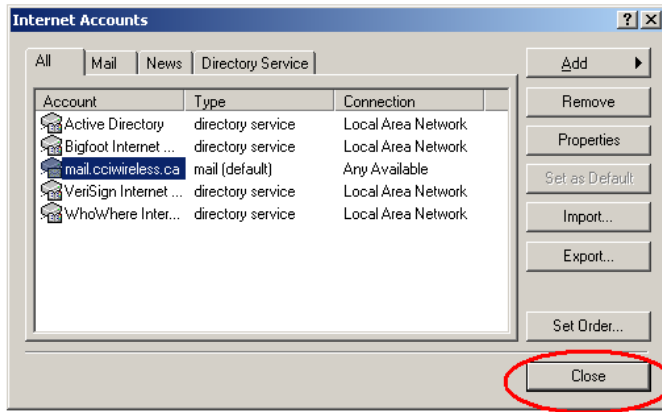 Internet Accounts
All Mail News Directory Service
Account Type Connection
Active Directory directory service Local Area Network
Bigfoot Internet ... directory service Local Area Network
mail.cciwireless.ca mail (default) Any Available
VeriSign Internet ... directory service Local Area Network
WhoWhere Inter... directory service Local Area Network
Add
Remove
Properties
Set as Default
Import...
Export...
Set Order...
Close